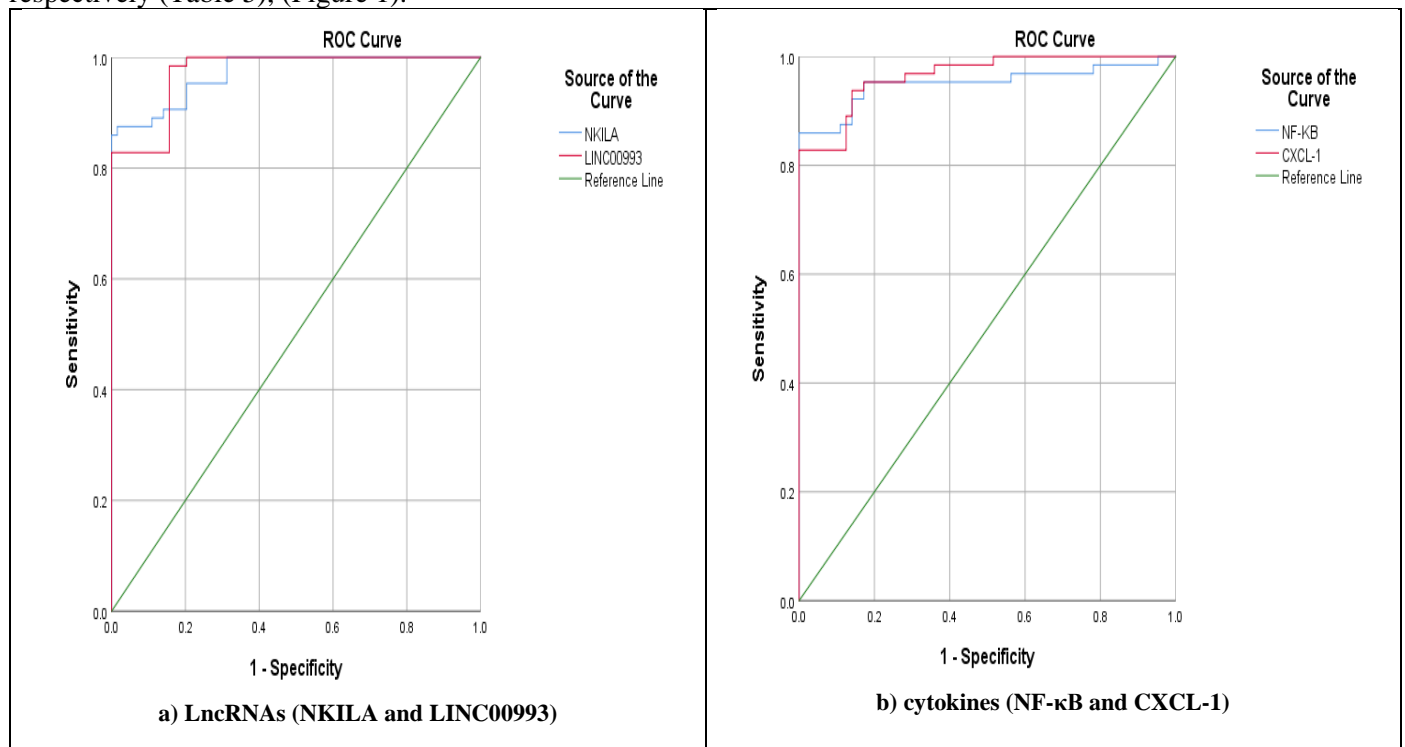 respectively (Table 3), (Figure 1).
ROC Curve
Source of the
Curve
NKILA
LINC00993
Reference Line
1.0
0.8
0.6
0.4
0.2
0.0
Sensitivity
0.0 0.2 0.4 0.6 0.8 1.0
1 - Specificity
a) LncRNAs (NKILA and LINC00993)
ROC Curve
Source of the
Curve
NF-KB
CXCL-1
Reference Line
1.0
0.8
0.6
0.4
0.2
0.0
Sensitivity
0.0 0.2 0.4 0.6 0.8 1.0
1 - Specificity
b) cytokines (NF-κB and CXCL-1)